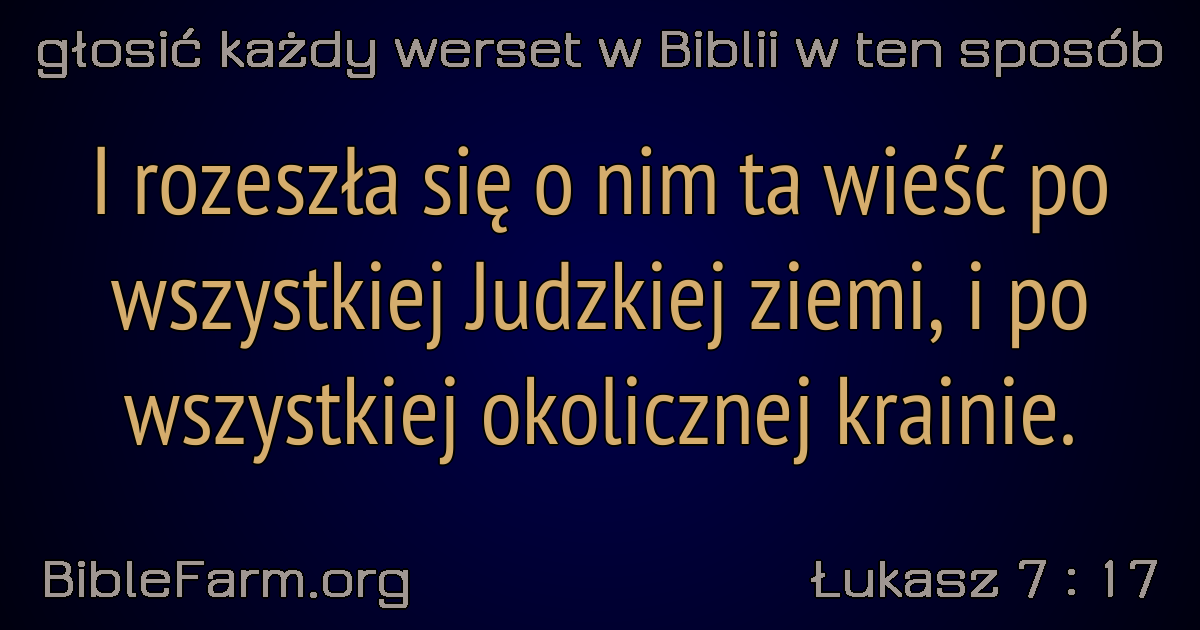 głosić każdy werset w Biblii w ten sposób
I rozeszła się o nim ta wieść po
wszystkiej Judzkiej ziemi, i po
wszystkiej okolicznej krainie.
BibleFarm.org
Łukasz 7 : 17